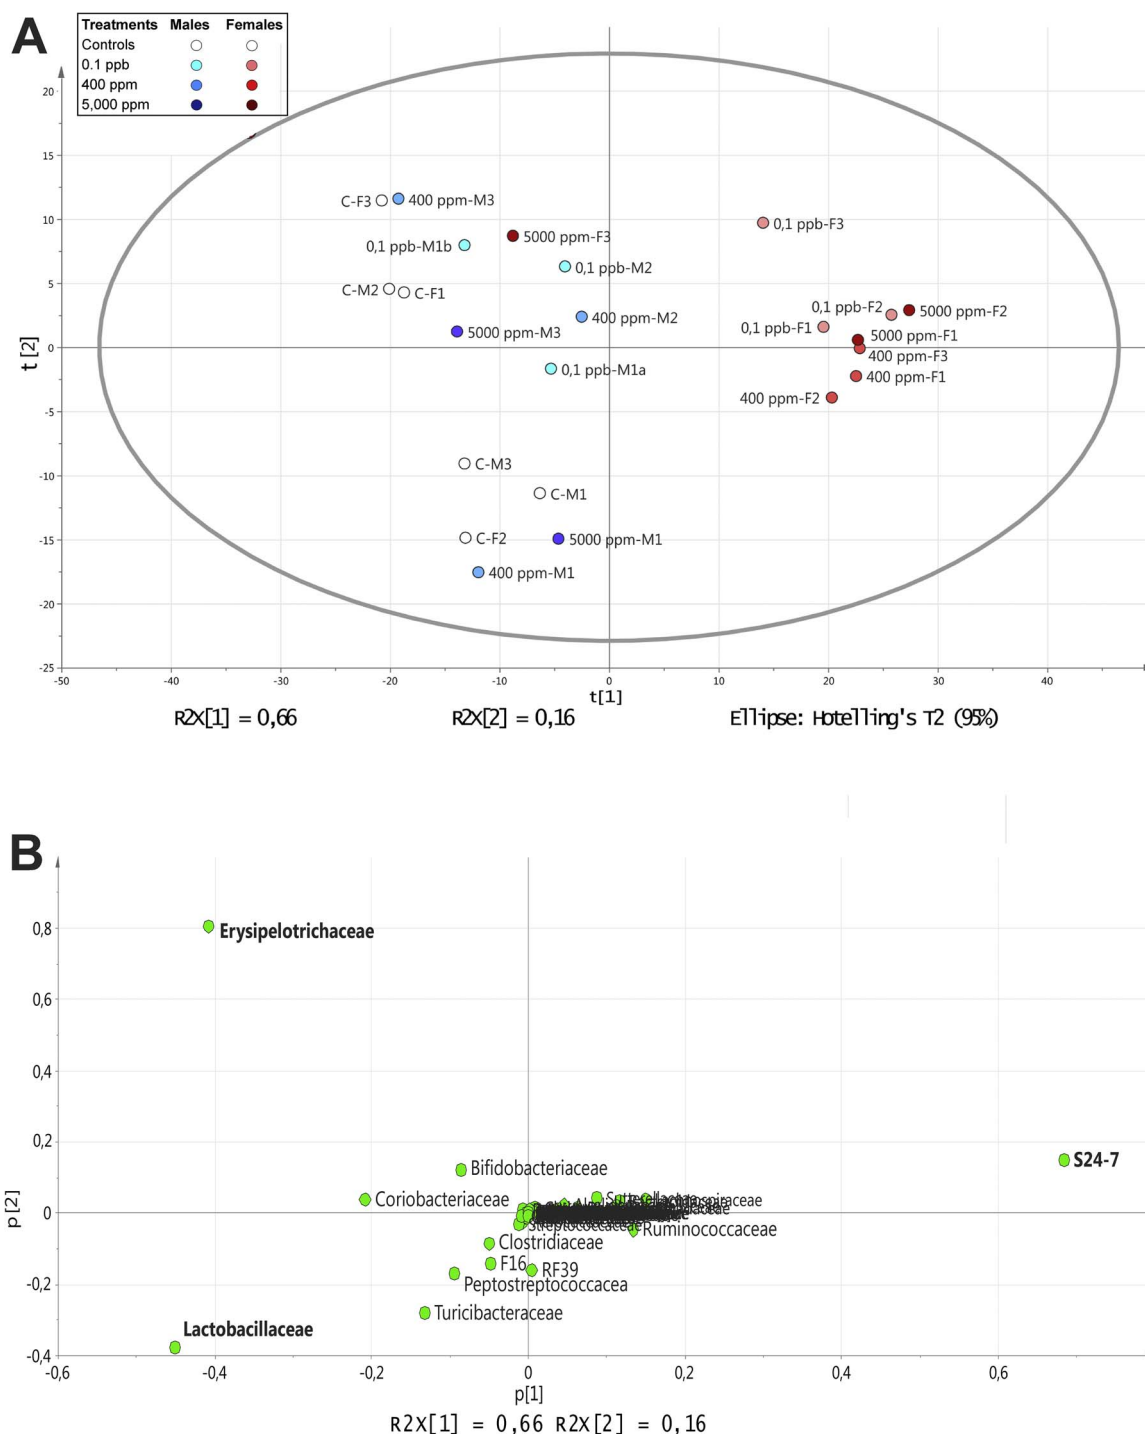 A
Treatments Males Females
Controls
0.1 ppb
400 ppm
5,000 ppm
20
15
C-F3 400 ppm-M3
10
0,1 ppb-F3
5000 ppm-F3
0,1 ppb-M1b
0,1 ppb-M2
5
C-M2 C-F1
0,1 ppb-F2 5000 ppm-F2
400 ppm-M2
0,1 ppb-F1
5000 ppm-M3
5000 ppm-F1
t[2]
0
400 ppm-F3
0,1 ppb-M1a
400 ppm-F1
400 ppm-F2
-5
C-M3
-10
C-M1
C-F2 5000 ppm-M1
-15
400 ppm-M1
-20
-25
-50 -40 -30 -20 -10 0 10 20 30 40
t[1]
R2X[1] = 0,66 R2X[2] = 0,16 Ellipse: Hotelling's T2 (95%)
B
0,8
Erysipelotrichaceae
0,6
0,4
0,2
Bifidobacteriaceae
S24-7
Coriobacteriaceae
p[2]
0
Ruminococcaceae
Clostridiaceae
F16 RF39
-0,2
Peptostreptococcacea
Turicibacteraceae
Lactobacillaceae
-0,4
-0,6 -0,4 -0,2 0 0,2 0,4 0,6
p[1]
R2X[1] = 0,66 R2X[2] = 0,16